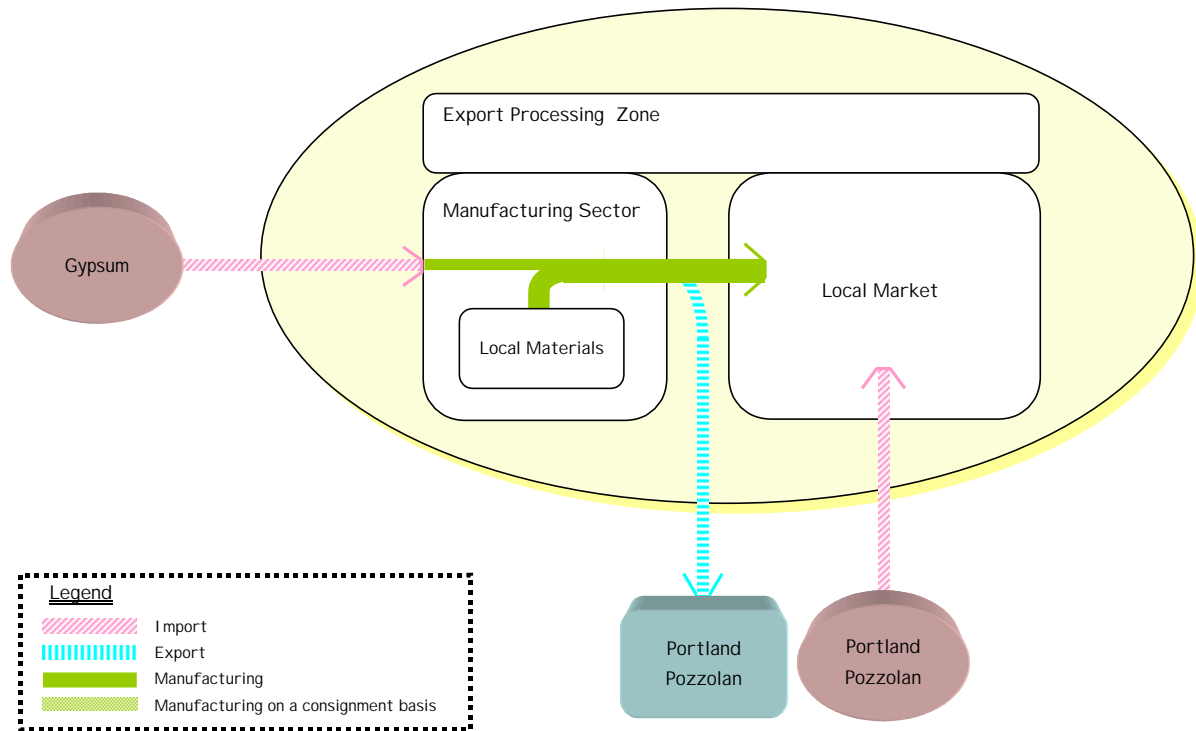 Export Processing Zone
Manufacturing Sector
Gypsum
Local Market
Local Materials
Legend
Import
Export
Manufacturing
Manufacturing on a consignment basis
Portland
Pozzolan
Portland
Pozzolan